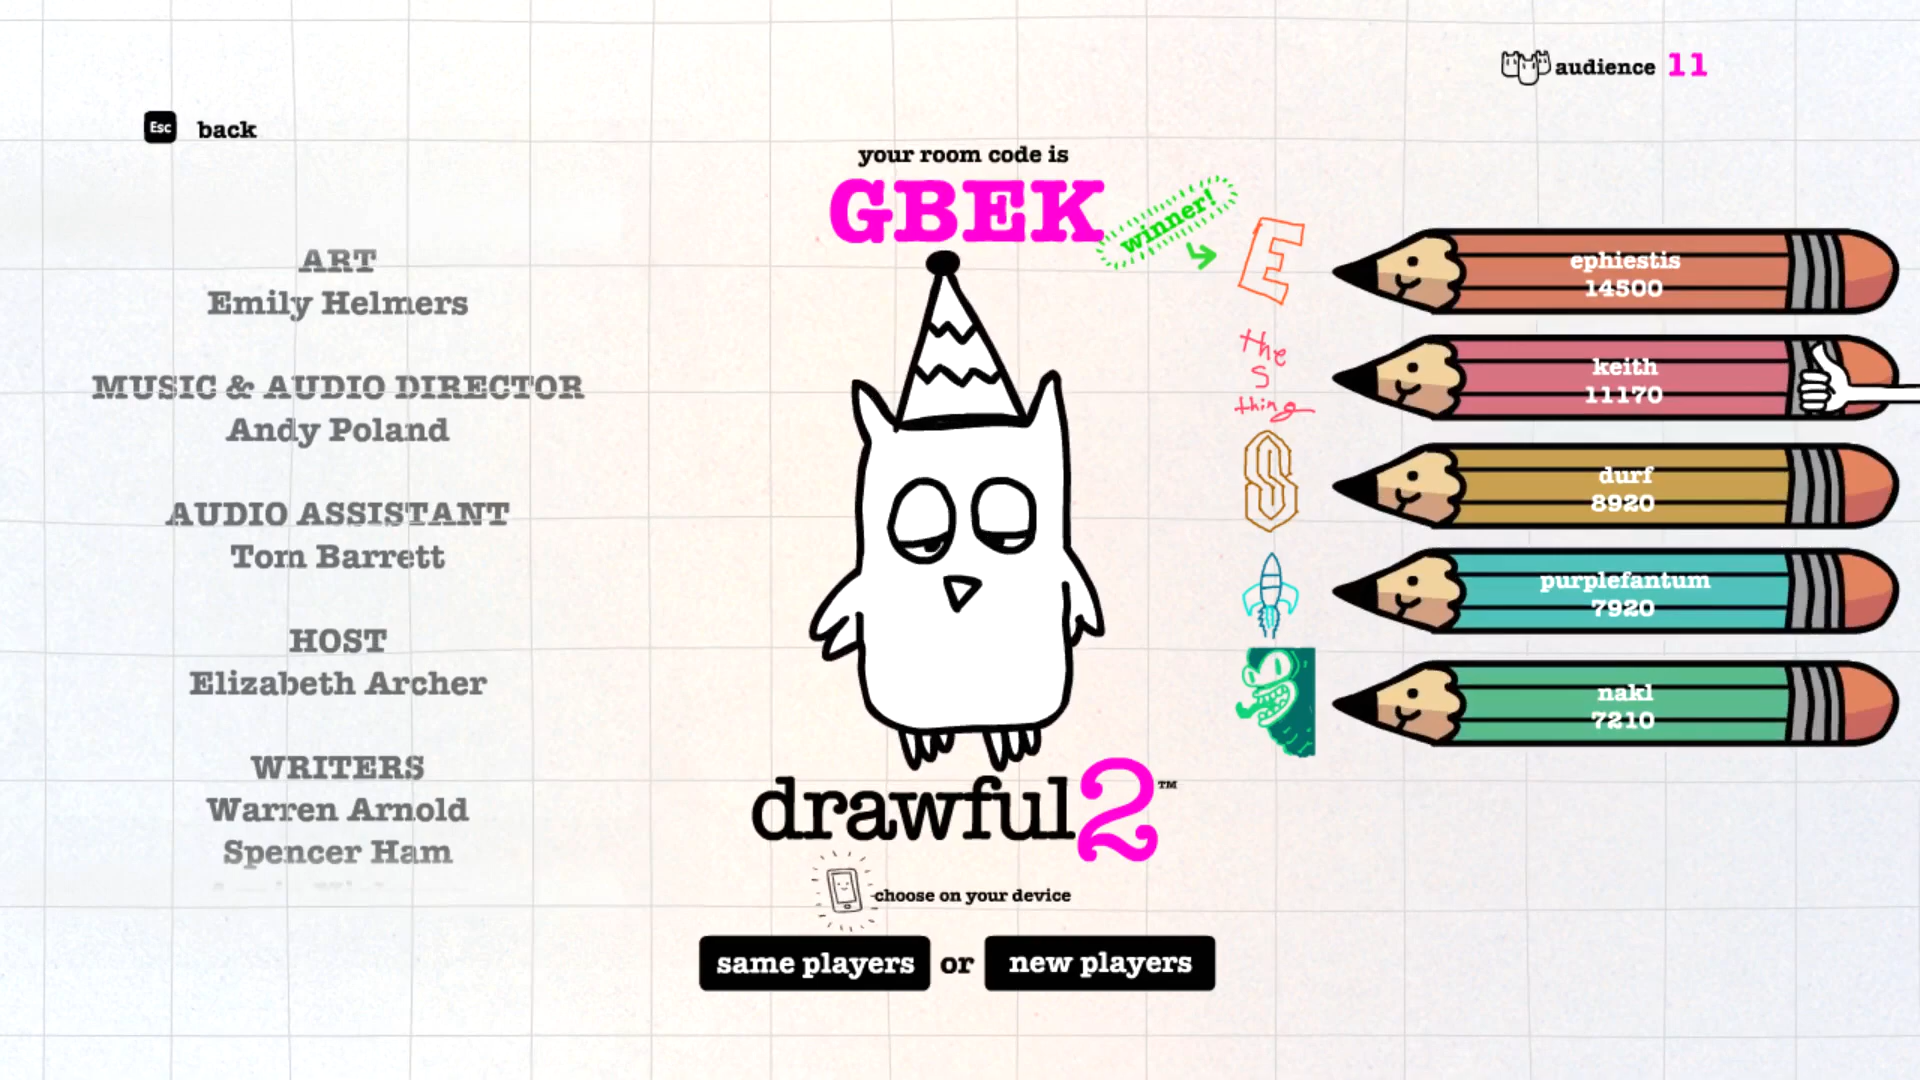 audience 11
Esc back
your room code is
GBEK
winner!
ART
Emily Helmers
MUSIC & AUDIO DIRECTOR
Andy Poland
AUDIO ASSISTANT
Tom Barrett
HOST
Elizabeth Archer
WRITERS
Warren Arnold
Spencer Ham
E
ephiestis
14500
the
S
thing
keith
11170
S
durf
8920
purplefantum
7920
nakl
7210
drawful 2™
choose on your device
same players or new players